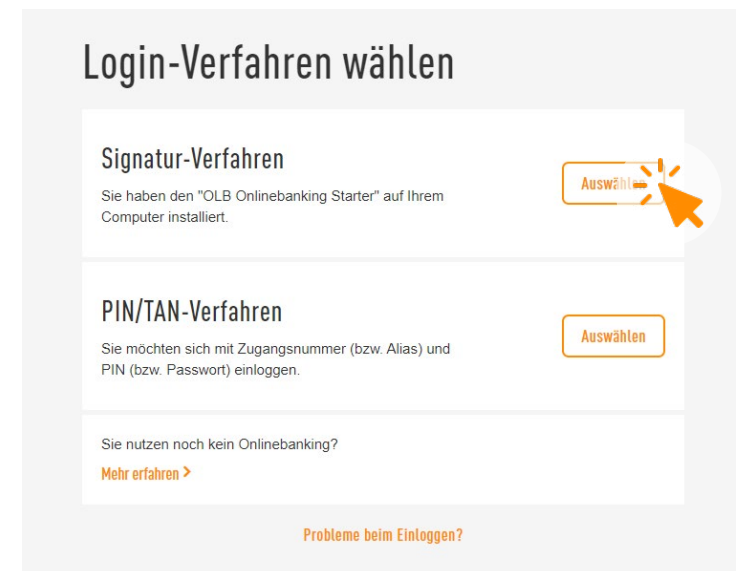 Login-Verfahren wählen
Signatur-Verfahren
Sie haben den "OLB Onlinebanking Starter" auf Ihrem
Computer installiert.
Auswählen
PIN/TAN-Verfahren
Sie möchten sich mit Zugangsnummer (bzw. Alias) und
PIN (bzw. Passwort) einloggen.
Auswählen
Sie nutzen noch kein Onlinebanking?
Mehr erfahren >
Probleme beim Einloggen?